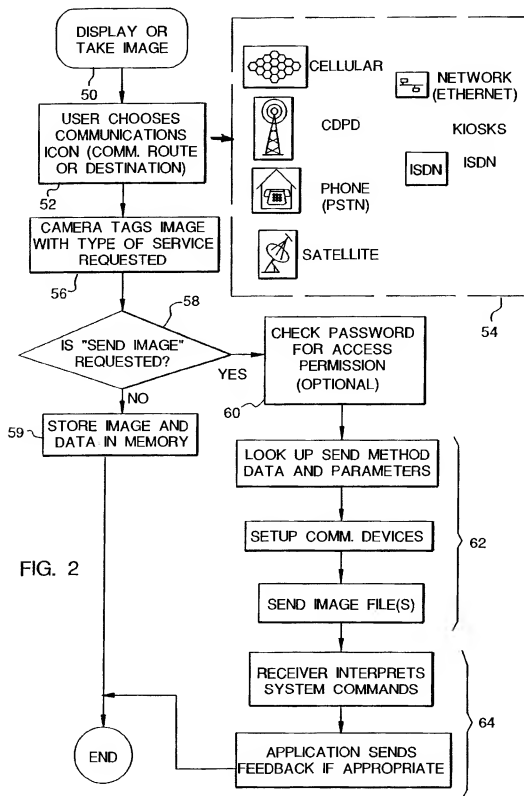 DISPLAY OR
TAKE IMAGE
50
USER CHOOSES
COMMUNICATIONS
ICON (COMM. ROUTE
OR DESTINATION)
52
CELLULAR
CDPD
PHONE
(PSTN)
SATELLITE
NETWORK
(ETHERNET)
KIOSKS
ISDN
ISDN
54
CAMERA TAGS IMAGE
WITH TYPE OF SERVICE
REQUESTED
56
58
IS "SEND IMAGE"
REQUESTED?
YES
NO
59
STORE IMAGE AND
DATA IN MEMORY
CHECK PASSWORD
FOR ACCESS
PERMISSION
(OPTIONAL)
60
LOOK UP SEND METHOD
DATA AND PARAMETERS
SETUP COMM. DEVICES
SEND IMAGE FILE(S)
62
RECEIVER INTERPRETS
SYSTEM COMMANDS
APPLICATION SENDS
FEEDBACK IF APPROPRIATE
64
END
FIG. 2